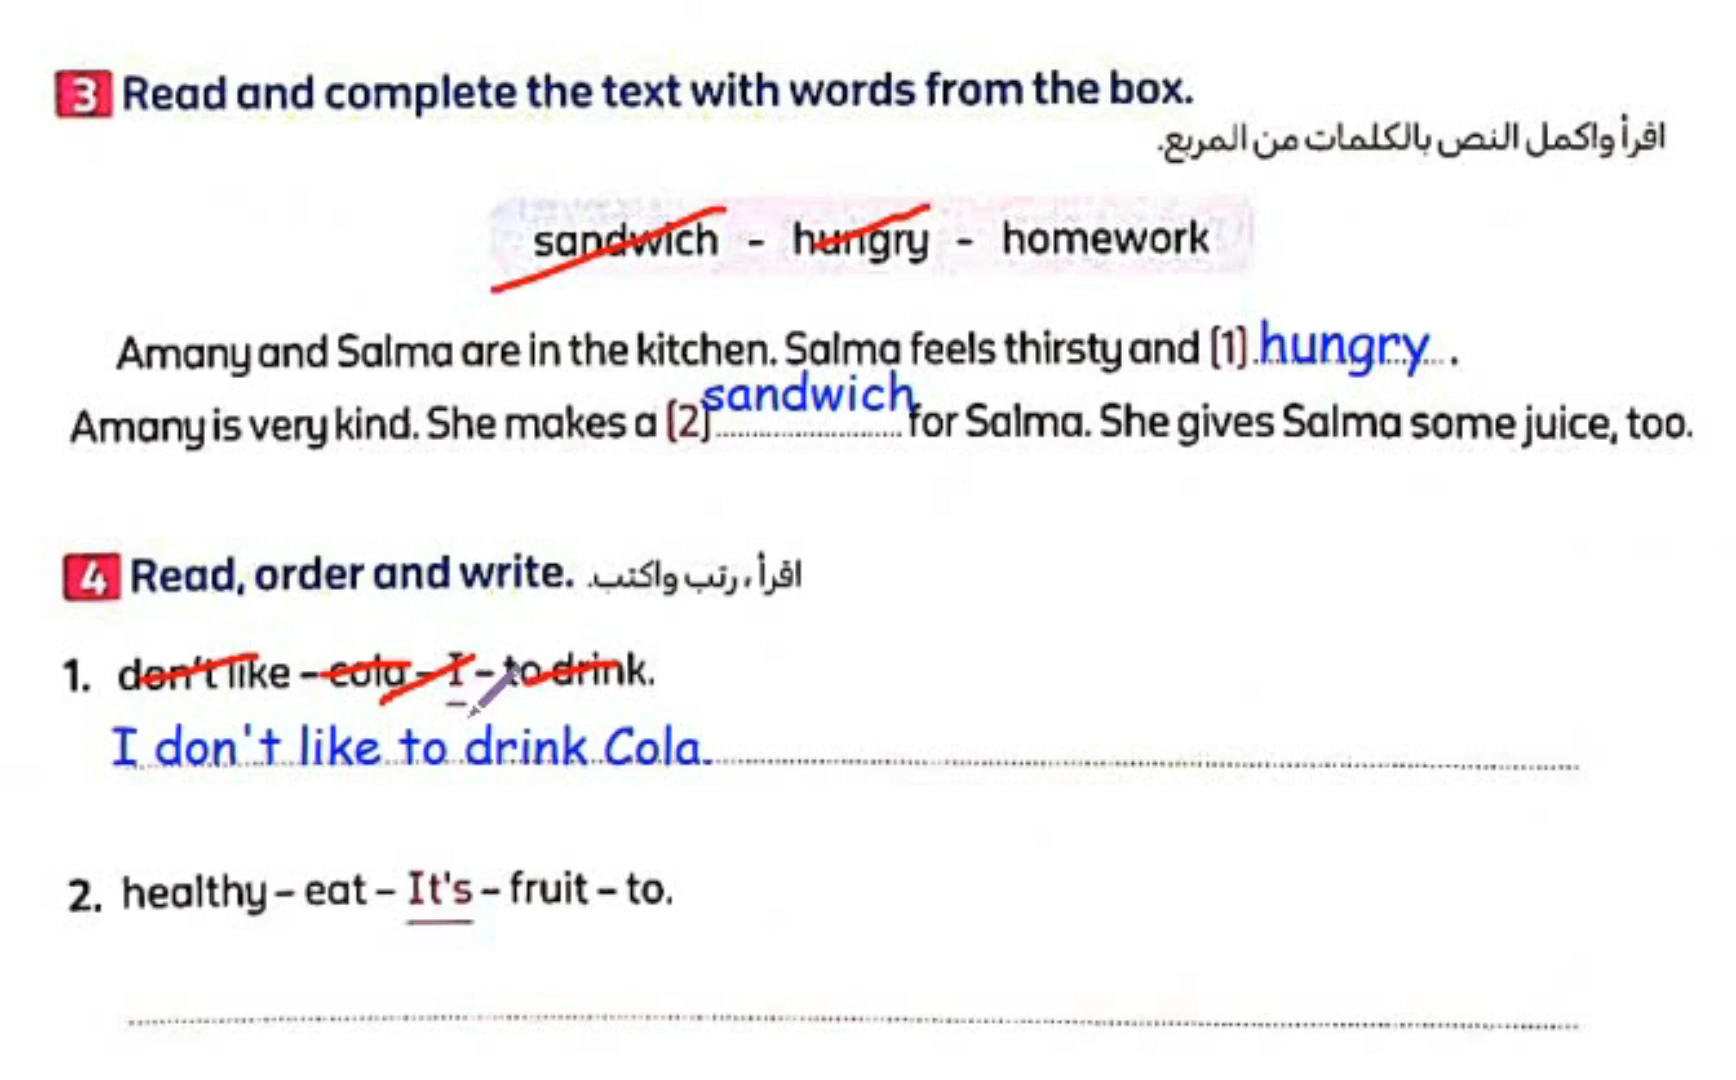 3 Read and complete the text with words from the box.
اقرأ واكمل النص بالكلمات من المربع.
sandwich - hungry - homework
Amany and Salma are in the kitchen. Salma feels thirsty and (1) hungry .
Amany is very kind. She makes a (2) sandwich for Salma. She gives Salma some juice, too.
4 Read, order and write. اقرأ، رتب واكتب.
1. don't like – cola – I – to drink.
I don't like to drink Cola.
2. healthy – eat – It's – fruit – to.